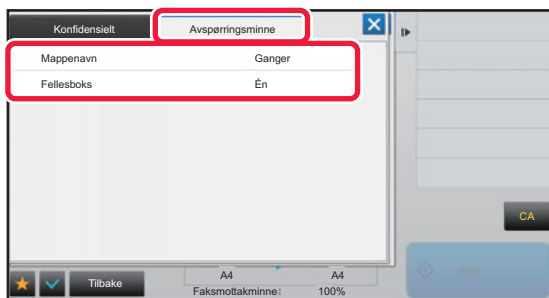 Konfidensielt Avspørringsminne
Mappenavn Ganger
Fellesboks Én
CA
Start
Tilbake
A4 A4
Faksmottakminne: 100%